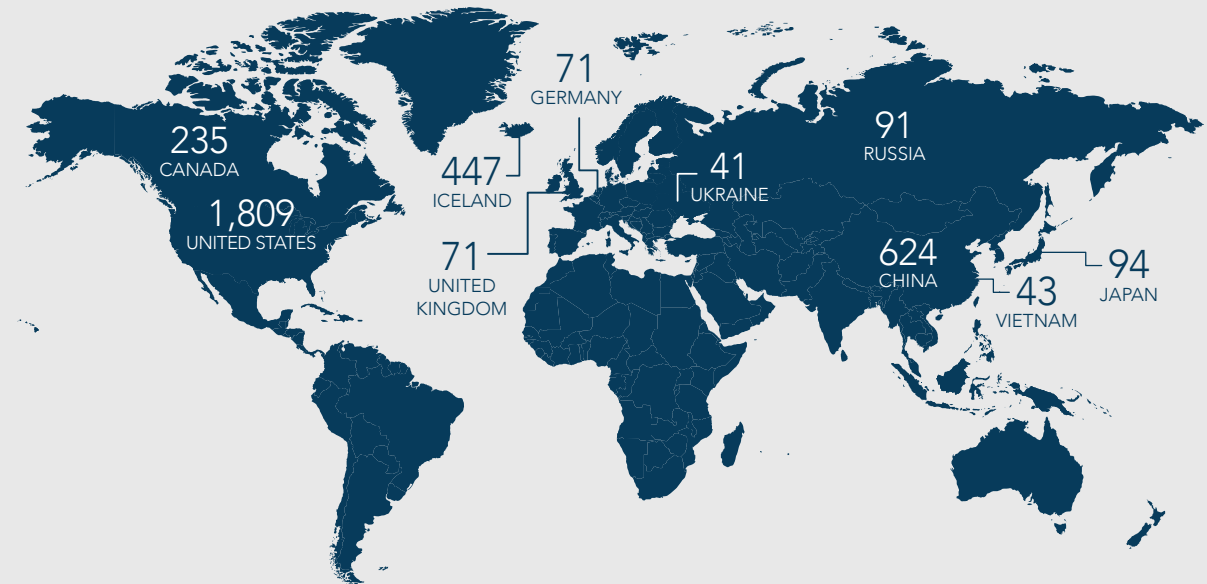 71
GERMANY
235
CANADA
91
RUSSIA
447
ICELAND
41
UKRAINE
1,809
UNITED STATES
71
UNITED
KINGDOM
624
CHINA
94
JAPAN
43
VIETNAM